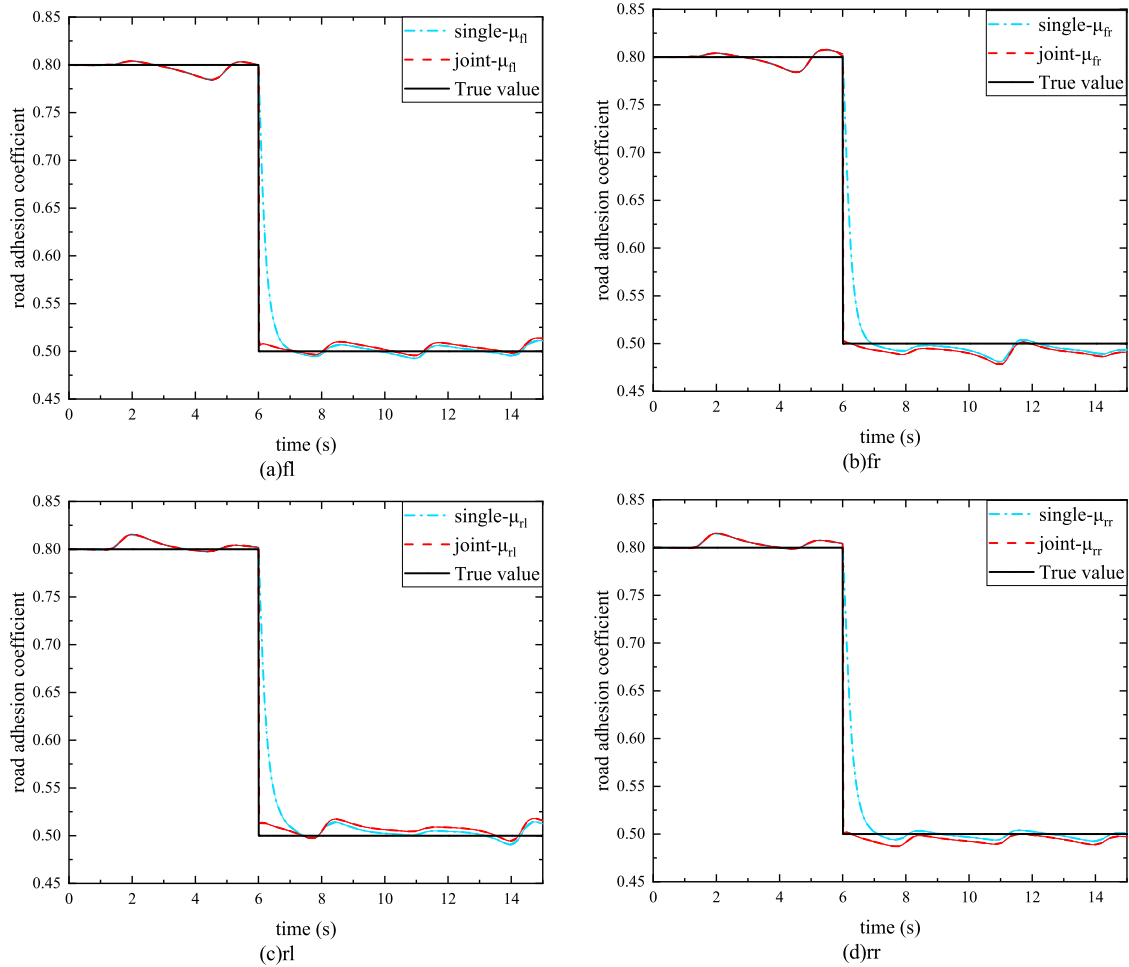 0.85
0.80
0.75
0.70
0.65
0.60
0.55
0.50
0.45
road adhesion coefficient
single-μfl
joint-μfl
True value
0 2 4 6 8 10 12 14
time (s)
(a)fl
0.85
0.80
0.75
0.70
0.65
0.60
0.55
0.50
0.45
road adhesion coefficient
single-μfr
joint-μfr
True value
0 2 4 6 8 10 12 14
time (s)
(b)fr
0.85
0.80
0.75
0.70
0.65
0.60
0.55
0.50
0.45
road adhesion coefficient
single-μrl
joint-μrl
True value
0 2 4 6 8 10 12 14
time (s)
(c)rl
0.85
0.80
0.75
0.70
0.65
0.60
0.55
0.50
0.45
road adhesion coefficient
single-μrr
joint-μrr
True value
0 2 4 6 8 10 12 14
time (s)
(d)rr